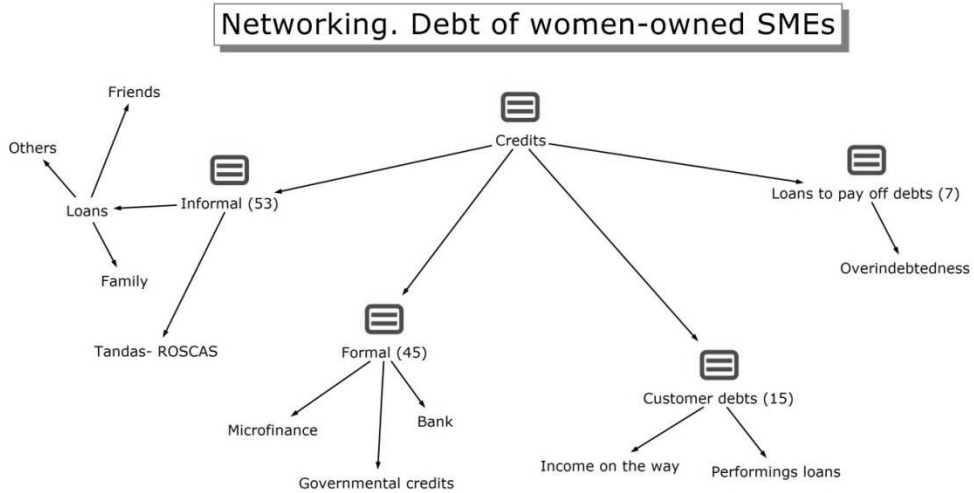 Networking. Debt of women-owned SMEs
Friends
Credits
Others
Loans to pay off debts (7)
Informal (53)
Loans
Overindebtedness
Family
Tandas- ROSCAS
Formal (45)
Customer debts (15)
Bank
Microfinance
Income on the way
Performings loans
Governmental credits